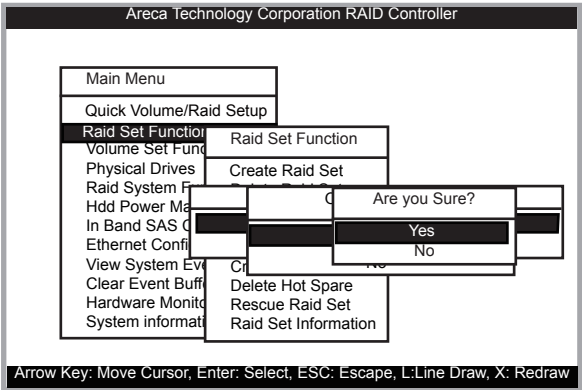 Areca Technology Corporation RAID Controller
Main Menu
Quick Volume/Raid Setup
Raid Set Function
Volume Set Func
Physical Drives
Raid System F
Hdd Power Ma
In Band SAS C
Ethernet Confi
View System Eve
Clear Event Buff
Hardware Monito
System informati
Raid Set Function
Create Raid Set
Cr
Delete Hot Spare
Rescue Raid Set
Raid Set Information
Are you Sure?
Yes
No
Arrow Key: Move Cursor, Enter: Select, ESC: Escape, L:Line Draw, X: Redraw